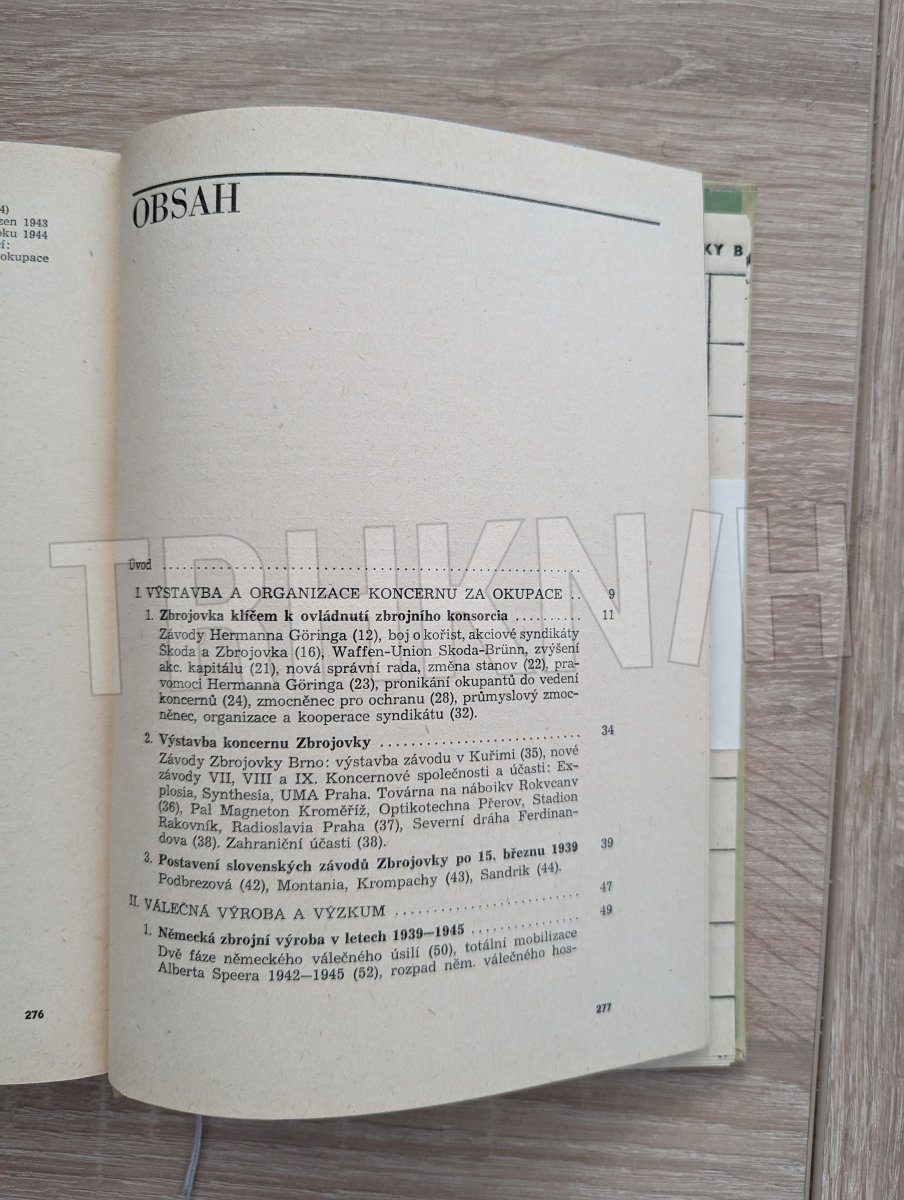 4)
zen 1943
oku 1944
cí:
okupace
276
OBSAH
Úvod
I. VÝSTAVBA A ORGANIZACE KONCERNU ZA OKUPACE .. 9
1. Zbrojovka klíčem k ovládnutí zbrojního konsorcia .......... 11
Závody Hermanna Göringa (12), boj o kořist, akciové syndikáty
Škoda a Zbrojovka (16), Waffen-Union Skoda-Brünn, zvýšení
akc. kapitálu (21), nová správní rada, změna stanov (22), pra-
vomoci Hermanna Göringa (23), pronikání okupantů do vedení
koncernů (24), zmocněnec pro ochranu (28), průmyslový zmoc-
něnec, organizace a kooperace syndikátu (32).
2. Výstavba koncernu Zbrojovky .......... 34
Závody Zbrojovky Brno: výstavba závodu v Kuřimi (35), nové
závody VII, VIII a IX. Koncernové společnosti a účasti: Ex-
plosia, Synthesia, UMA Praha. Továrna na náboiky Rokvcany
(36), Pal Magneton Kroměříž, Optikotechna Přerov, Stadion
Rakovník, Radioslavia Praha (37), Severní dráha Ferdinan-
dova (38). Zahraniční účasti (38).
3. Postavení slovenských závodů Zbrojovky po 15. březnu 1939 39
Podbrezová (42), Montania, Krompachy (43), Sandrik (44).
II. VÁLEČNÁ VÝROBA A VÝZKUM .......... 47
1. Německá zbrojní výroba v letech 1939—1945 .......... 49
Dvě fáze německého válečného úsilí (50), totální mobilizace
Alberta Speera 1942—1945 (52), rozpad něm. válečného hos-
277
KY B
TRHKNIH